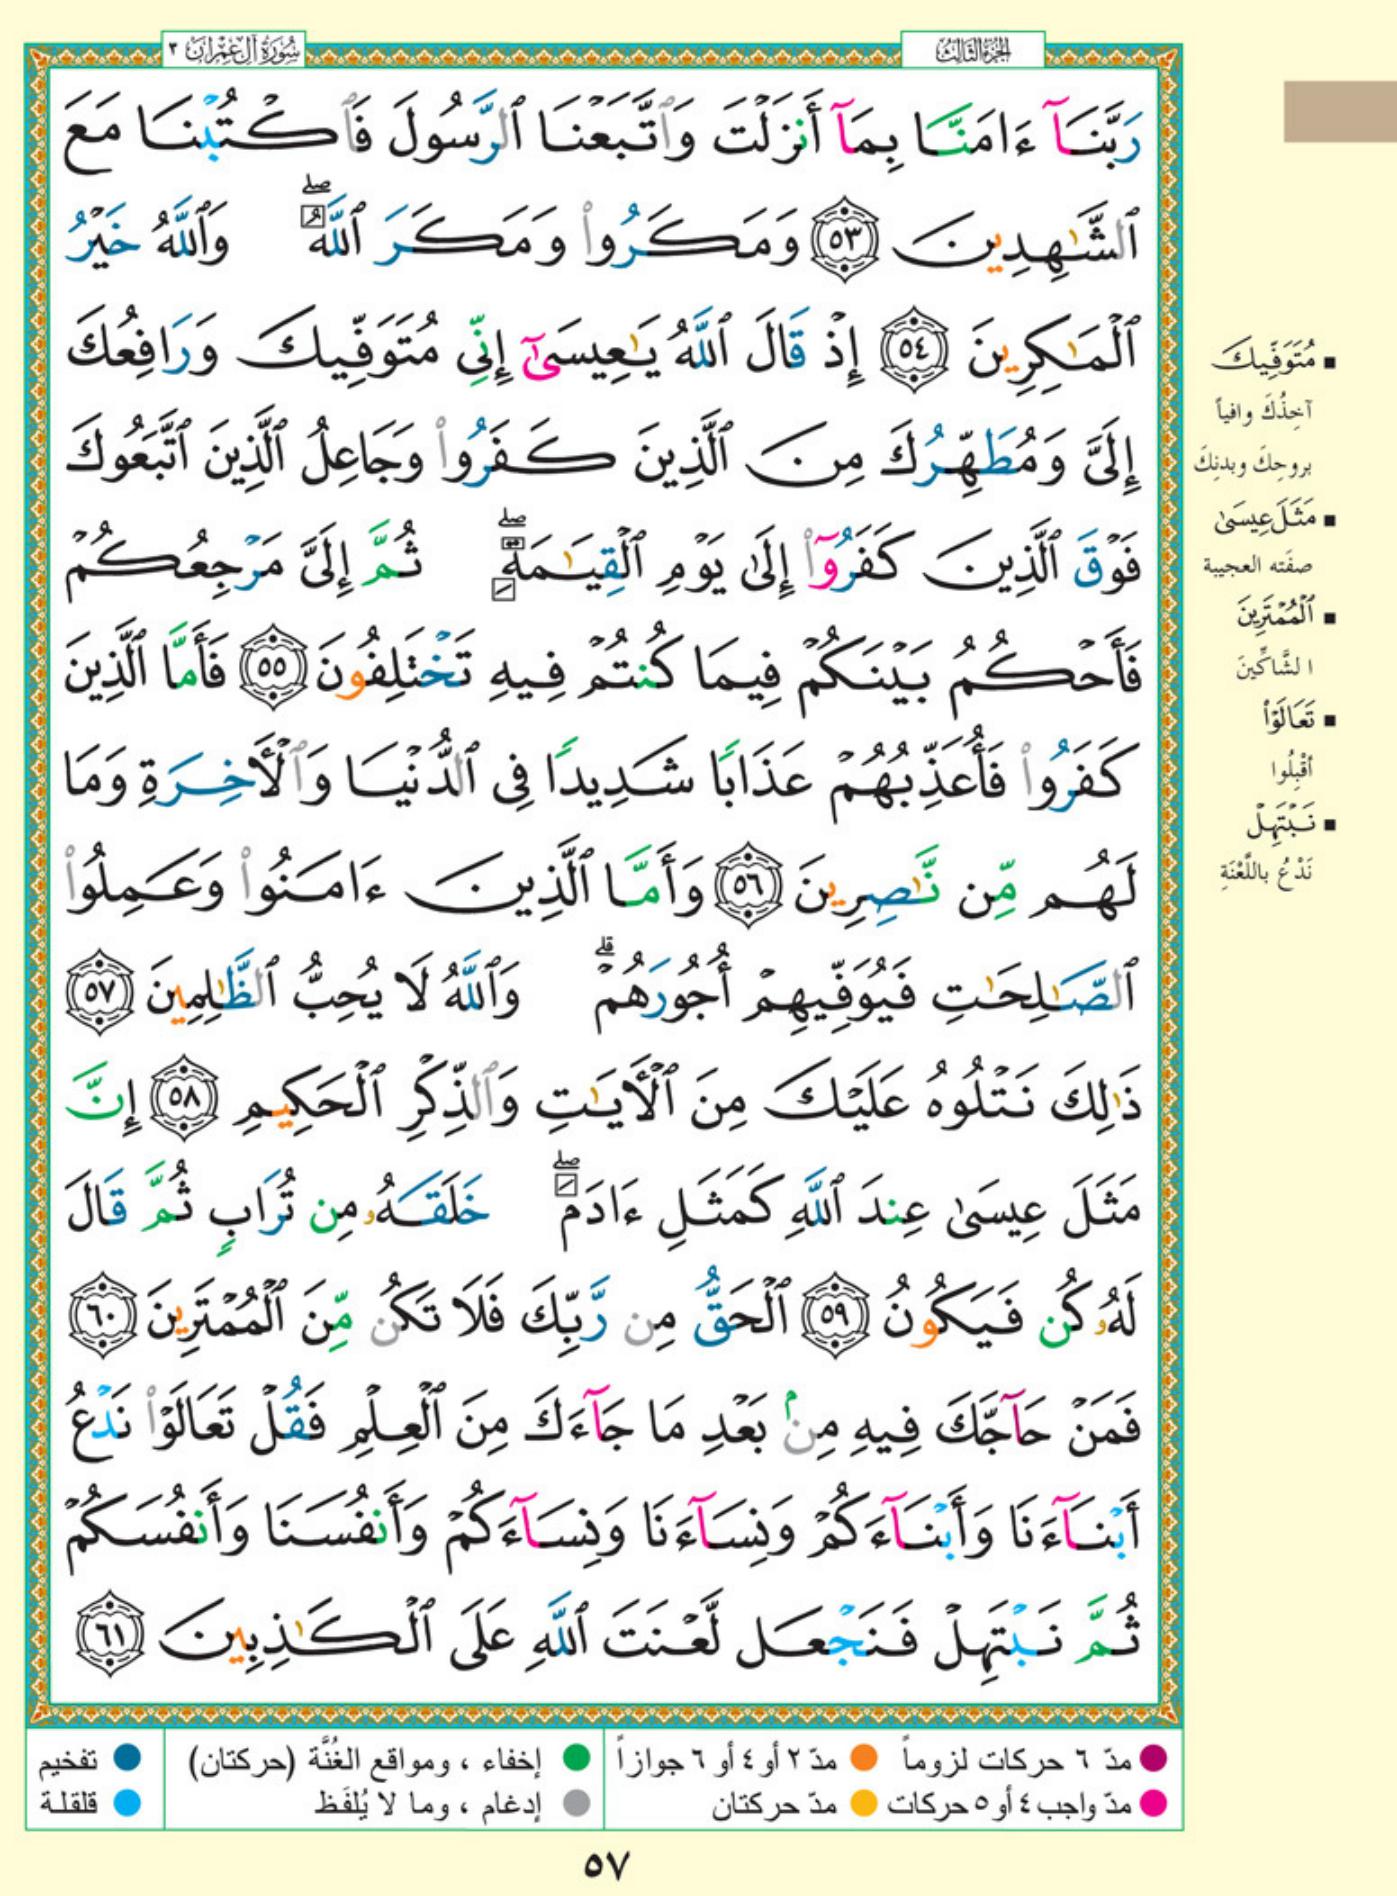 سُورَةُ آلِ عِمْرَان ٣
الجُزْءُ الثَّالِثُ
رَبَّنَآ ءَامَنَّا بِمَآ أَنزَلْتَ وَٱتَّبَعْنَا ٱلرَّسُولَ فَٱكْتُبْنَا مَعَ
ٱلشَّٰهِدِينَ ٥٣ وَمَكَرُوا۟ وَمَكَرَ ٱللَّهُ ۖ وَٱللَّهُ خَيْرُ
ٱلْمَٰكِرِينَ ٥٤ إِذْ قَالَ ٱللَّهُ يَٰعِيسَىٰٓ إِنِّى مُتَوَفِّيكَ وَرَافِعُكَ
إِلَىَّ وَمُطَهِّرُكَ مِنَ ٱلَّذِينَ كَفَرُوا۟ وَجَاعِلُ ٱلَّذِينَ ٱتَّبَعُوكَ
فَوْقَ ٱلَّذِينَ كَفَرُوٓا۟ إِلَىٰ يَوْمِ ٱلْقِيَٰمَةِ ۖ ثُمَّ إِلَىَّ مَرْجِعُكُمْ
فَأَحْكُمُ بَيْنَكُمْ فِيمَا كُنتُمْ فِيهِ تَخْتَلِفُونَ ٥٥ فَأَمَّا ٱلَّذِينَ
كَفَرُوا۟ فَأُعَذِّبُهُمْ عَذَابًا شَدِيدًا فِى ٱلدُّنْيَا وَٱلْءَاخِرَةِ وَمَا
لَهُم مِّن نَّٰصِرِينَ ٥٦ وَأَمَّا ٱلَّذِينَ ءَامَنُوا۟ وَعَمِلُوا۟
ٱلصَّٰلِحَٰتِ فَيُوَفِّيهِمْ أُجُورَهُمْ ۗ وَٱللَّهُ لَا يُحِبُّ ٱلظَّٰلِمِينَ ٥٧
ذَٰلِكَ نَتْلُوهُ عَلَيْكَ مِنَ ٱلْءَايَٰتِ وَٱلذِّكْرِ ٱلْحَكِيمِ ٥٨ إِنَّ
مَثَلَ عِيسَىٰ عِندَ ٱللَّهِ كَمَثَلِ ءَادَمَ ۖ خَلَقَهُۥ مِن تُرَابٍ ثُمَّ قَالَ
لَهُۥ كُن فَيَكُونُ ٥٩ ٱلْحَقُّ مِن رَّبِّكَ فَلَا تَكُن مِّنَ ٱلْمُمْتَرِينَ ٦٠
فَمَنْ حَآجَّكَ فِيهِ مِنۢ بَعْدِ مَا جَآءَكَ مِنَ ٱلْعِلْمِ فَقُلْ تَعَالَوْا۟ نَدْعُ
أَبْنَآءَنَا وَأَبْنَآءَكُمْ وَنِسَآءَنَا وَنِسَآءَكُمْ وَأَنفُسَنَا وَأَنفُسَكُمْ
ثُمَّ نَبْتَهِلْ فَنَجْعَل لَّعْنَتَ ٱللَّهِ عَلَى ٱلْكَٰذِبِينَ ٦١
▪ مُتَوَفِّيكَ
آخِذُكَ وافياً
بروحِكَ وبدنِكَ
▪ مَثَلَ عِيسَىٰ
صفَته العجيبة
▪ ٱلْمُمْتَرِينَ
الشَّاكِّينَ
▪ تَعَالَوْا۟
أقْبِلُوا
▪ نَبْتَهِلْ
نَدْعُ باللَّعْنَةِ
مدّ ٦ حركات لزوماً ● مدّ ٢ أو ٤ أو ٦ جوازاً
مدّ واجب ٤ أو ٥ حركات ● مدّ حركتان
إخفاء ، ومواقع الغُنَّة (حركتان)
إدغام ، وما لا يُلفَظ
تفخيم
قلقلة
٥٧